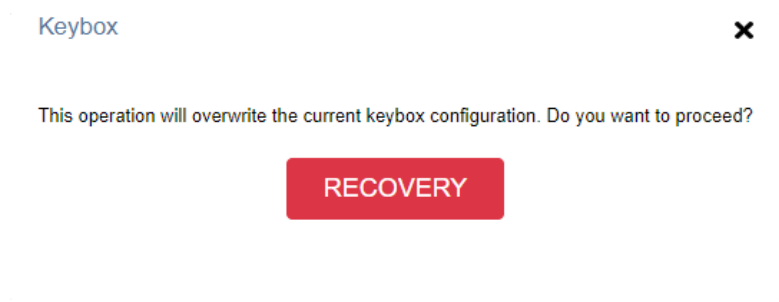 Keybox
This operation will overwrite the current keybox configuration. Do you want to proceed?
RECOVERY